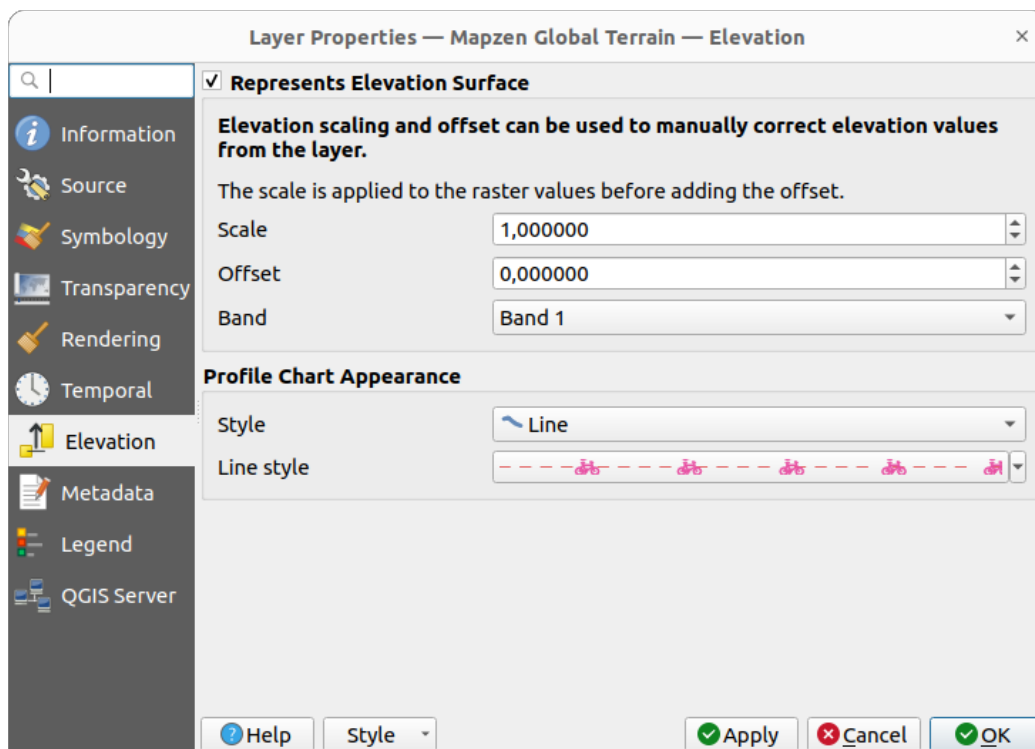 Layer Properties — Mapzen Global Terrain — Elevation
Information
Source
Symbology
Transparency
Rendering
Temporal
Elevation
Metadata
Legend
QGIS Server
Represents Elevation Surface
Elevation scaling and offset can be used to manually correct elevation values
from the layer.
The scale is applied to the raster values before adding the offset.
Scale 1,000000
Offset 0,000000
Band Band 1
Profile Chart Appearance
Style Line
Line style
Help Style Apply Cancel OK